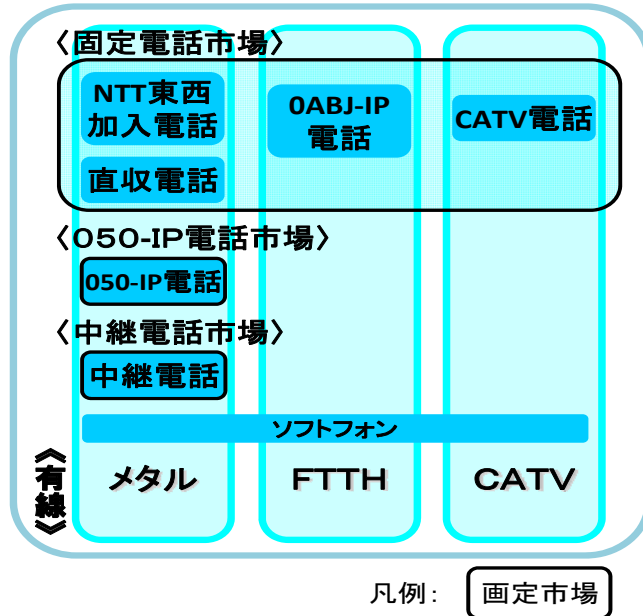 〈固定電話市場〉
NTT東西
加入電話
0ABJ-IP
電話
CATV電話
直収電話
〈050-IP電話市場〉
050-IP電話
〈中継電話市場〉
中継電話
ソフトフォン
《有線》
メタル
FTTH
CATV
凡例：
画定市場